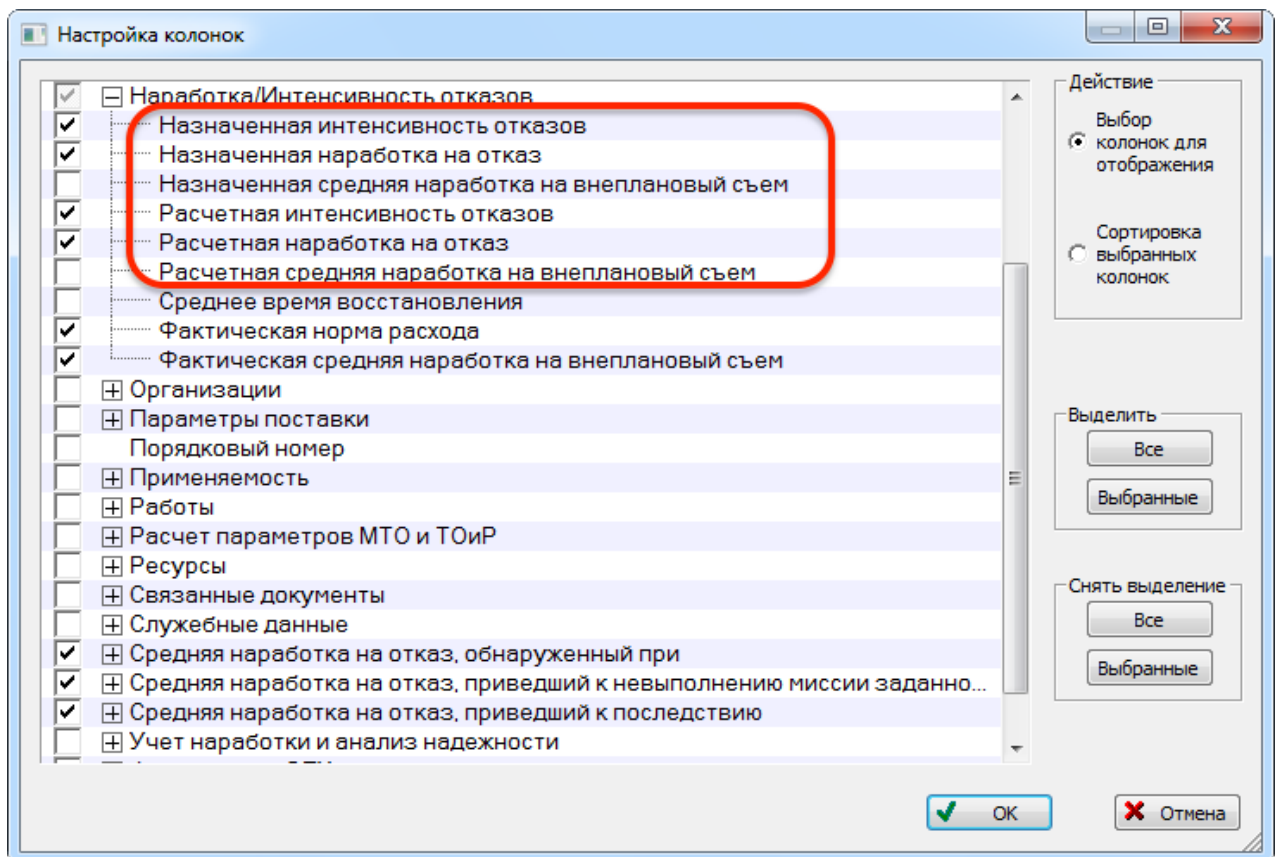 Настройка колонок
Наработка/Интенсивность отказов
Назначенная интенсивность отказов
Назначенная наработка на отказ
Назначенная средняя наработка на внеплановый съем
Расчетная интенсивность отказов
Расчетная наработка на отказ
Расчетная средняя наработка на внеплановый съем
Среднее время восстановления
Фактическая норма расхода
Фактическая средняя наработка на внеплановый съем
Организации
Параметры поставки
Порядковый номер
Применяемость
Работы
Расчет параметров МТО и ТОиР
Ресурсы
Связанные документы
Служебные данные
Средняя наработка на отказ, обнаруженный при
Средняя наработка на отказ, приведший к невыполнению миссии заданно...
Средняя наработка на отказ, приведший к последствию
Учет наработки и анализ надежности
Действие
Выбор
колонок для
отображения
Сортировка
выбранных
колонок
Выделить
Все
Выбранные
Снять выделение
Все
Выбранные
OK
Отмена